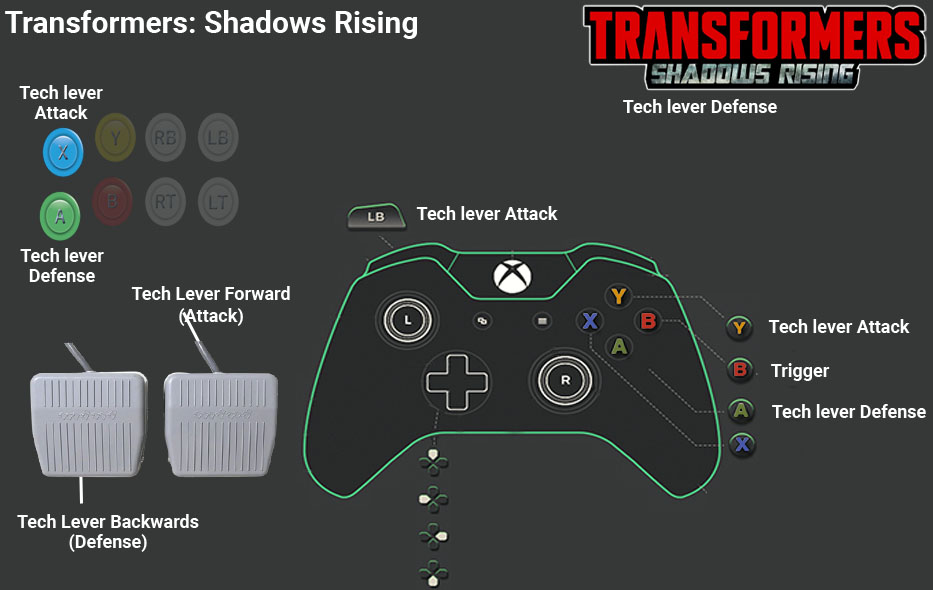 Transformers: Shadows Rising
TRANSFORMERS
SHADOWS RISING
Tech lever Defense
Tech lever
Attack
X
Y
RB
LB
A
B
RT
LT
Tech lever
Defense
LB
Tech lever Attack
Tech Lever Forward
(Attack)
L
Y
X
B
A
R
Y
Tech lever Attack
B
Trigger
A
Tech lever Defense
X
Tech Lever Backwards
(Defense)